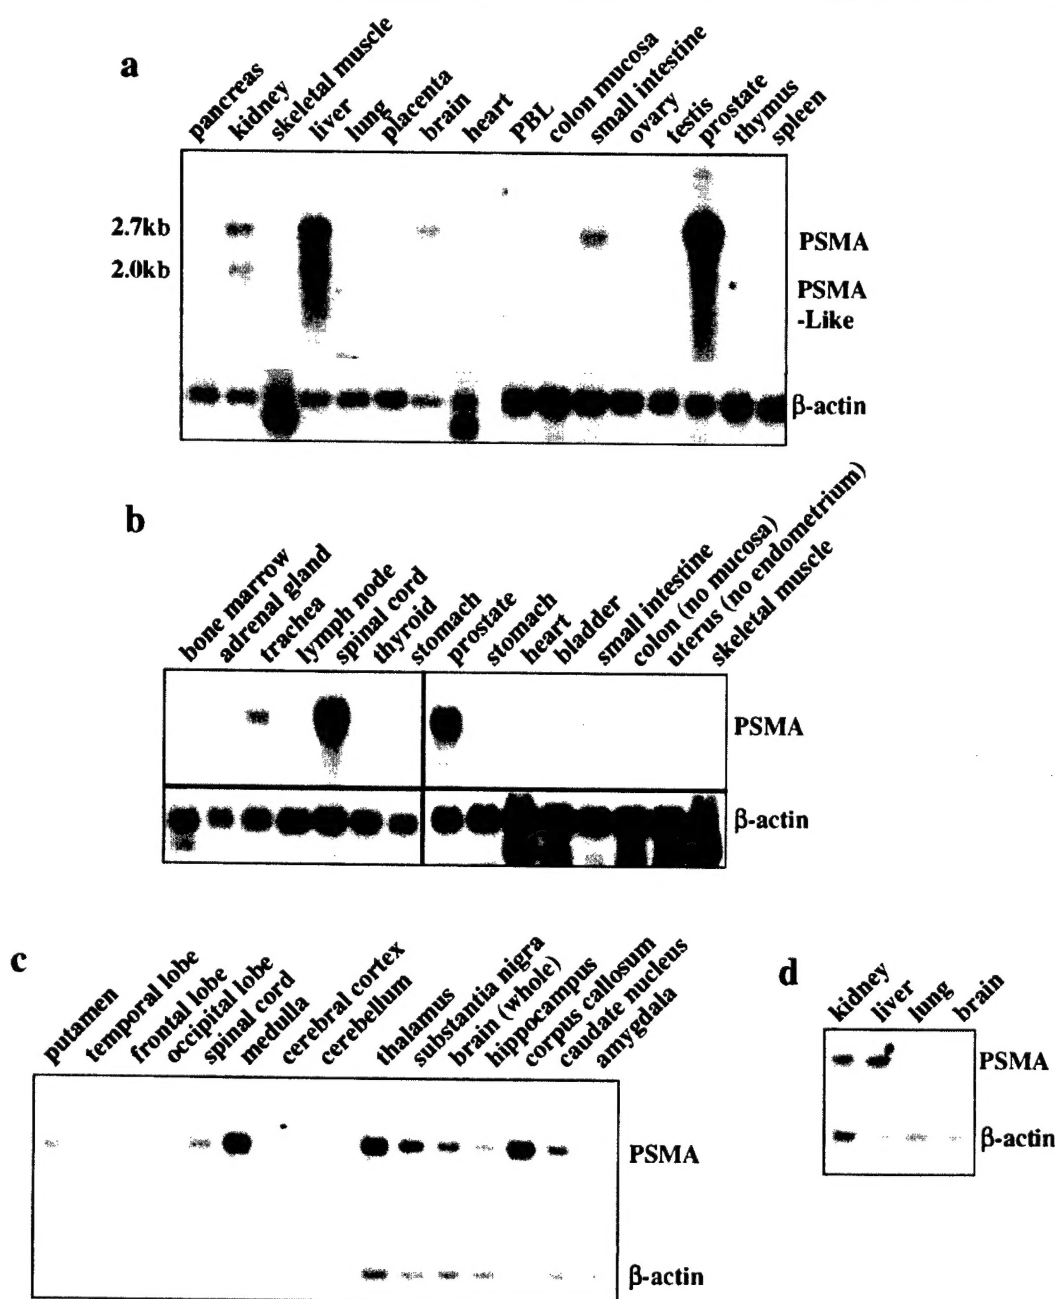 a
pancreas
kidney
skeletal muscle
liver
lung
placenta
brain
heart
PBL
colon mucosa
small intestine
ovary
testis
prostate
thymus
spleen
2.7kb
2.0kb
PSMA
PSMA
-Like
β-actin
b
bone marrow
adrenal gland
trachea
lymph node
spinal cord
thyroid
stomach
prostate
stomach
heart
bladder
small intestine
colon (no mucosa)
uterus (no endometrium)
skeletal muscle
PSMA
β-actin
c
putamen
temporal lobe
frontal lobe
occipital lobe
spinal cord
medulla
cerebral cortex
cerebellum
thalamus
substantia nigra
brain (whole)
hippocampus
corpus callosum
caudate nucleus
amygdala
PSMA
β-actin
d
kidney
liver
lung
brain
PSMA
β-actin